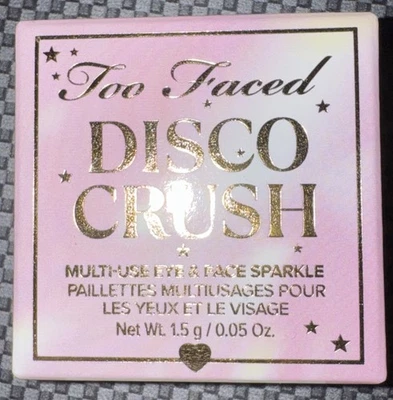 Too Faced
DISCO
CRUSH
MULTI-USE EYE & FACE SPARKLE
PAILLETTES MULTIUSAGES POUR
LES YEUX ET LE VISAGE
Net Wt. 1.5 g / 0.05 Oz.